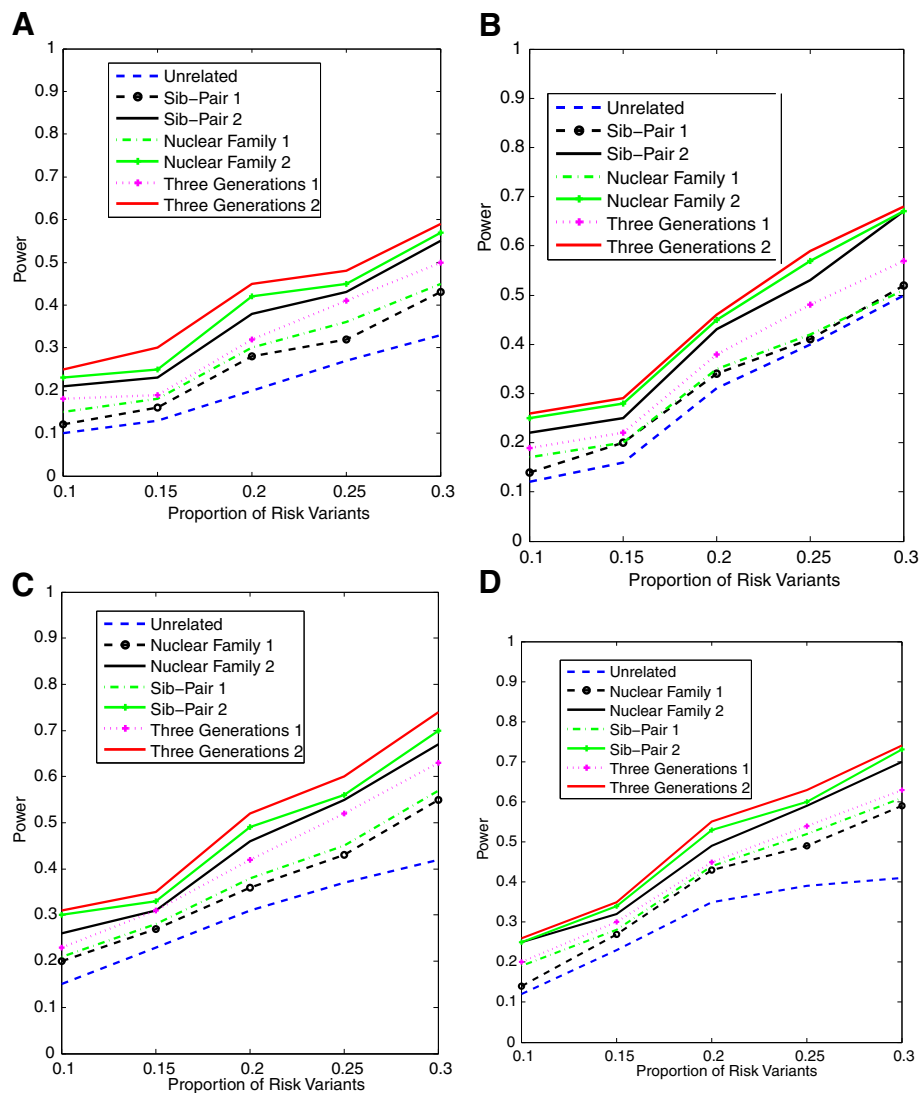 A
1
0.9
0.8
0.7
0.6
0.5
0.4
0.3
0.2
0.1
0
Power
Unrelated
Sib−Pair 1
Sib−Pair 2
Nuclear Family 1
Nuclear Family 2
Three Generations 1
Three Generations 2
0.1 0.15 0.2 0.25 0.3
Proportion of Risk Variants
B
1
0.9
0.8
0.7
0.6
0.5
0.4
0.3
0.2
0.1
0
Power
Unrelated
Sib−Pair 1
Sib−Pair 2
Nuclear Family 1
Nuclear Family 2
Three Generations 1
Three Generations 2
0.1 0.15 0.2 0.25 0.3
Proportion of Risk Variants
C
1
0.9
0.8
0.7
0.6
0.5
0.4
0.3
0.2
0.1
0
Power
Unrelated
Nuclear Family 1
Nuclear Family 2
Sib−Pair 1
Sib−Pair 2
Three Generations 1
Three Generations 2
0.1 0.15 0.2 0.25 0.3
Proportion of Risk Variants
D
1
0.9
0.8
0.7
0.6
0.5
0.4
0.3
0.2
0.1
0
Power
Unrelated
Nuclear Family 1
Nuclear Family 2
Sib−Pair 1
Sib−Pair 2
Three Generations 1
Three Generations 2
0.1 0.15 0.2 0.25 0.3
Proportion of Risk Variants